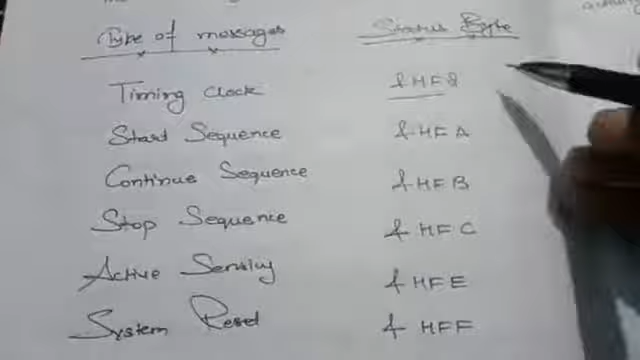 Type of messages Status Byte
Timing Clock &HF8
Start Sequence &HFA
Continue Sequence &HFB
Stop Sequence &HFC
Active Sensing &HFE
System Reset &HFF